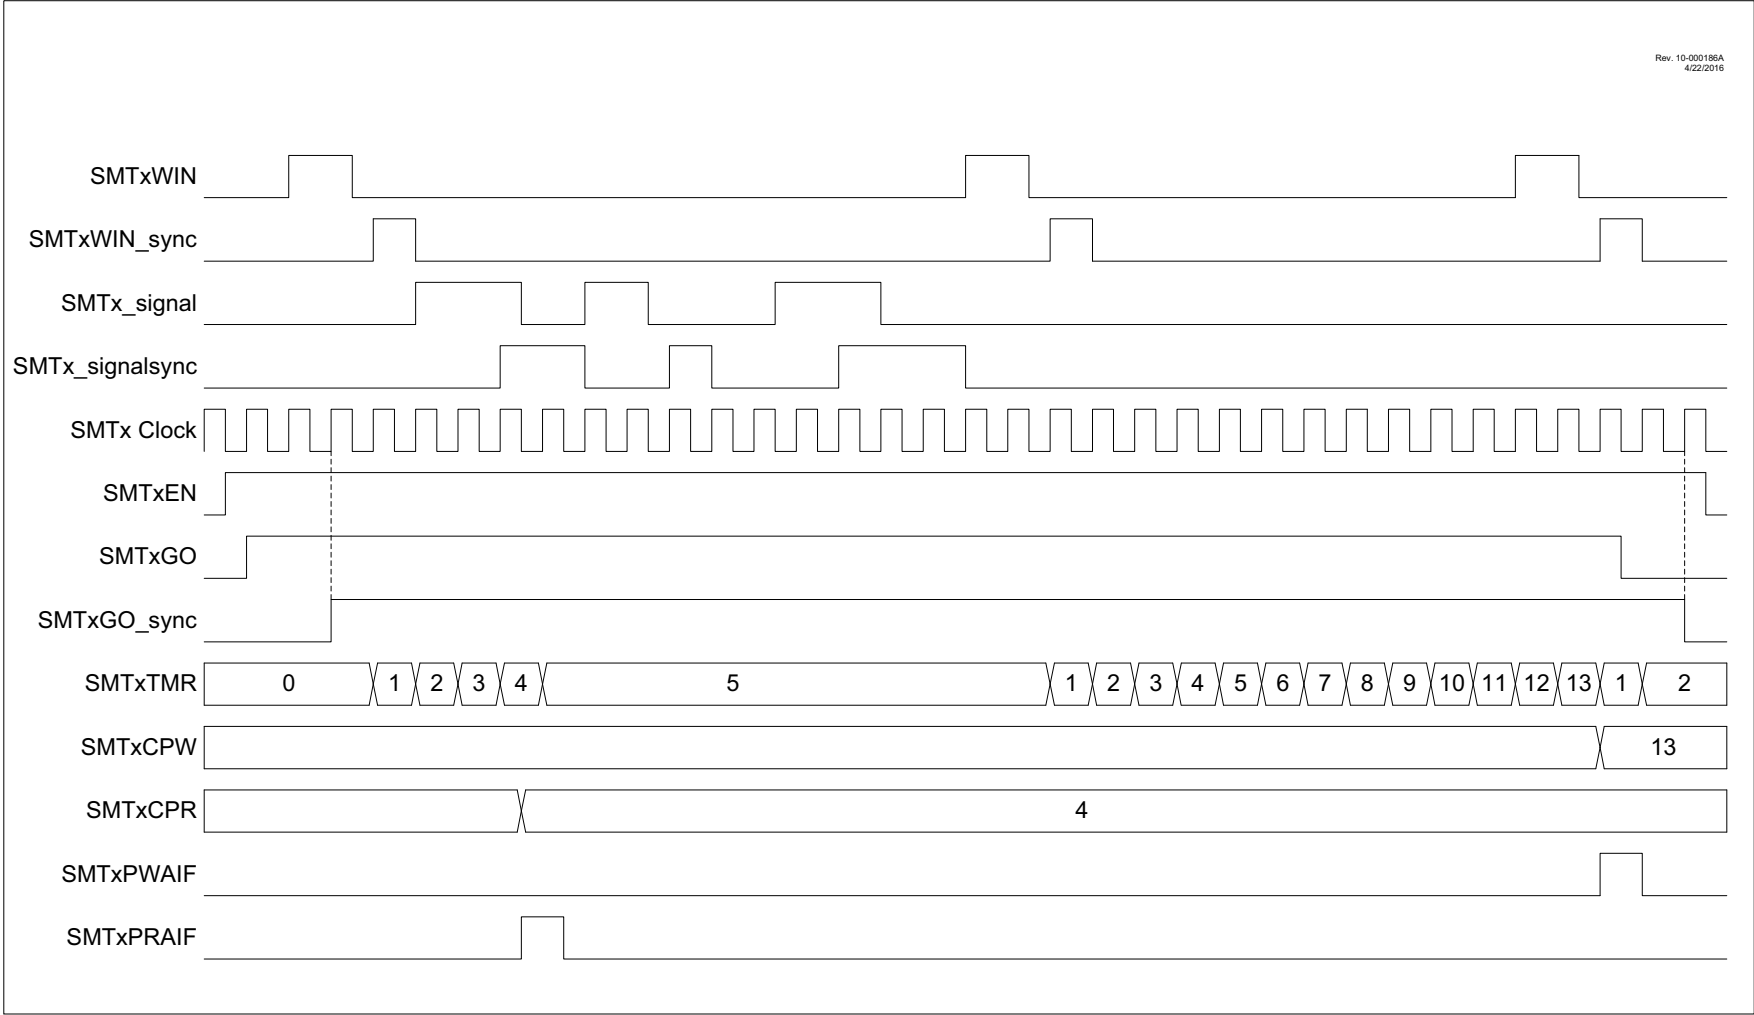 Rev. 10-000186A
4/22/2016
SMTxWIN
SMTxWIN_sync
SMTx_signal
SMTx_signalsync
SMTx Clock
SMTxEN
SMTxGO
SMTxGO_sync
SMTxTMR 0 1 2 3 4 5 1 2 3 4 5 6 7 8 9 10 11 12 13 1 2
SMTxCPW 13
SMTxCPR 4
SMTxPWAIF
SMTxPRAIF